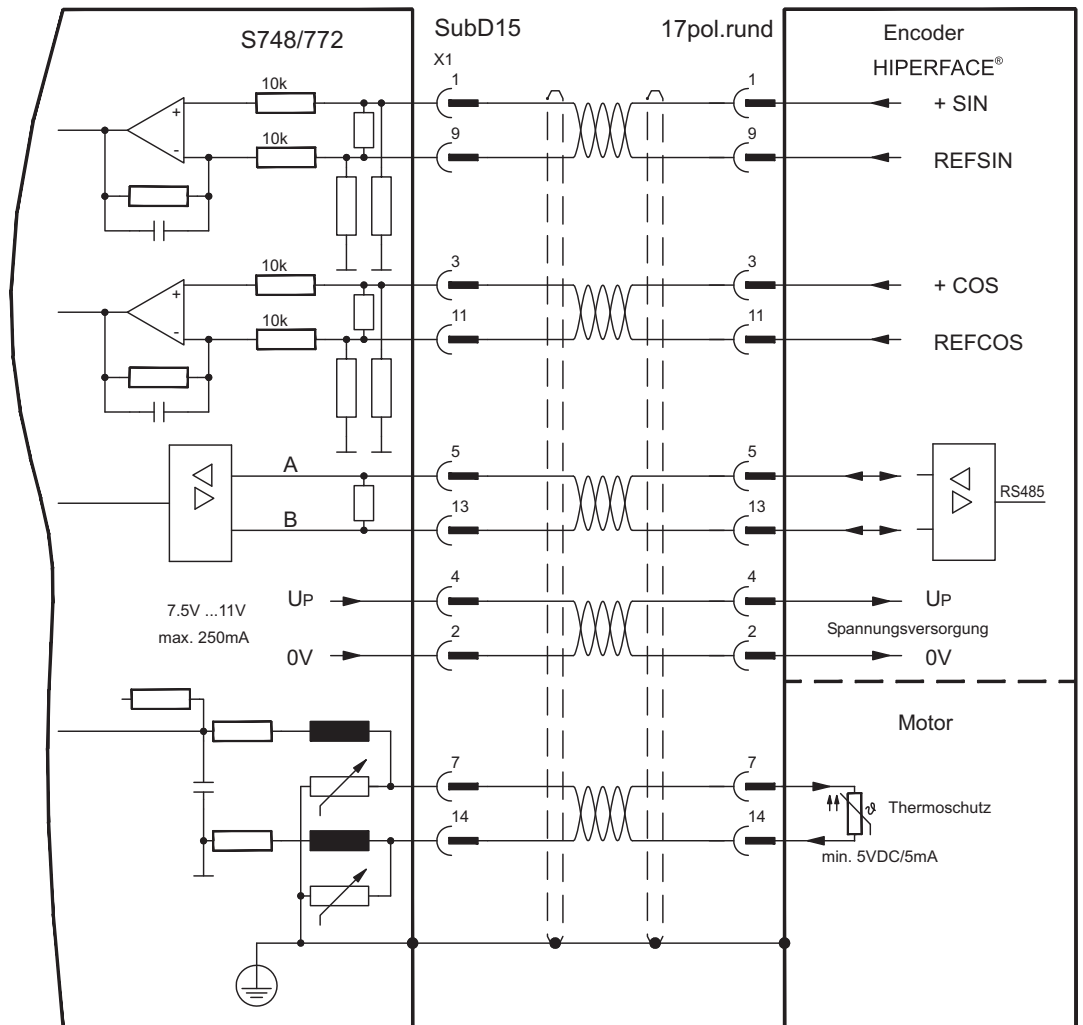 S748/772
SubD15
17pol.rund
Encoder
HIPERFACE®
X1
10k
1
1
+ SIN
+
-
10k
9
9
REFSIN
10k
3
3
+ COS
+
-
10k
11
11
REFCOS
A
5
5
RS485
B
13
13
7.5V ...11V
max. 250mA
UP
4
4
UP
Spannungsversorgung
0V
2
2
0V
Motor
7
7
ϑ
Thermoschutz
14
14
min. 5VDC/5mA